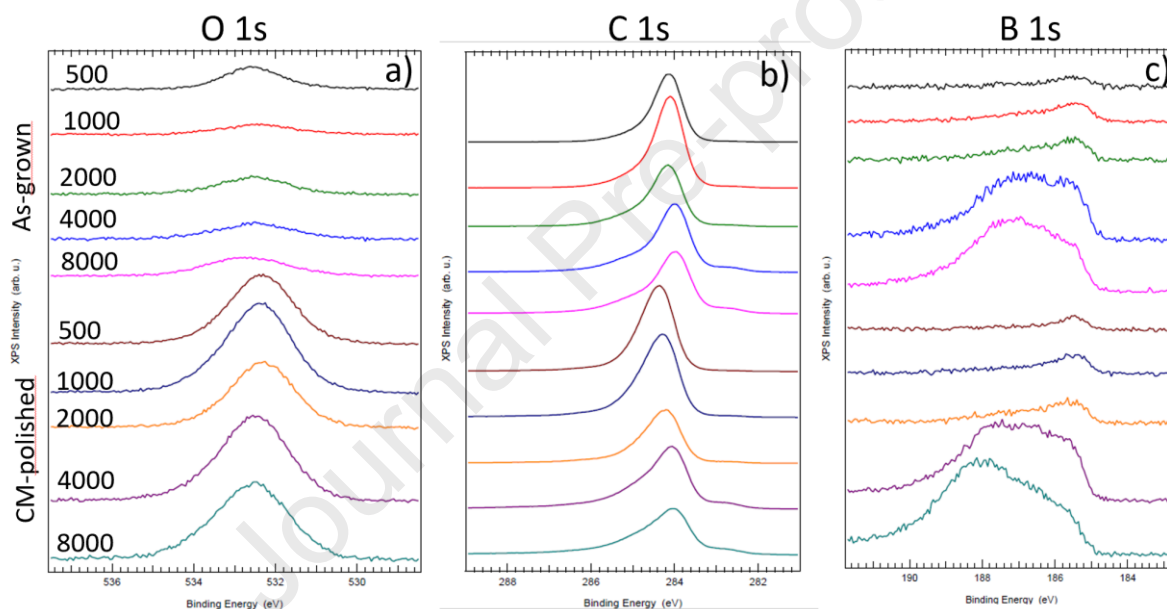 O 1s
C 1s
B 1s
a)
b)
c)
As-grown
CM-polished
500
1000
2000
4000
8000
500
1000
2000
4000
8000
XPS Intensity (arb. u.)
XPS Intensity (arb. u.)
XPS Intensity (arb. u.)
536 534 532 530
288 286 284 282
190 188 186 184
Binding Energy (eV)
Binding Energy (eV)
Binding Energy (eV)
Journal Pre-pro